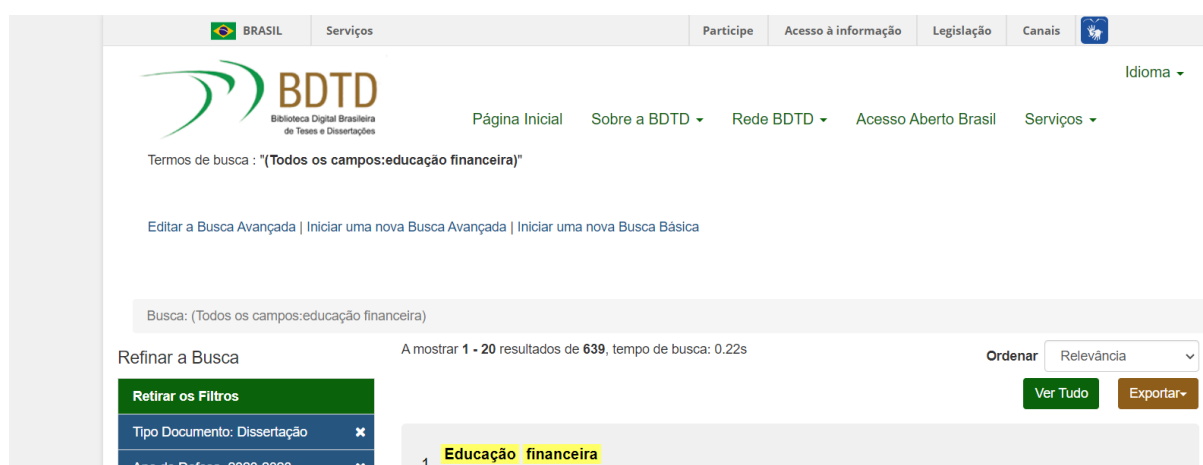 BRASIL Serviços Participe Acesso à informação Legislação Canais
Idioma
BDTD
Biblioteca Digital Brasileira
de Teses e Dissertações
Página Inicial Sobre a BDTD Rede BDTD Acesso Aberto Brasil Serviços
Termos de busca : "(Todos os campos:educação financeira)"
Editar a Busca Avançada | Iniciar uma nova Busca Avançada | Iniciar uma nova Busca Básica
Busca: (Todos os campos:educação financeira)
Refinar a Busca
A mostrar 1 - 20 resultados de 639, tempo de busca: 0.22s
Ordenar Relevância
Ver Tudo Exportar
Retirar os Filtros
Tipo Documento: Dissertação
1 Educação financeira